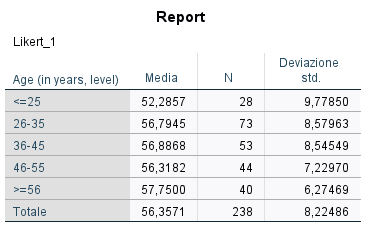 Report
Likert_1
Age (in years, level) Media N Deviazione std.
<=25 52,2857 28 9,77850
26-35 56,7945 73 8,57963
36-45 56,8868 53 8,54549
46-55 56,3182 44 7,22970
>=56 57,7500 40 6,27469
Totale 56,3571 238 8,22486